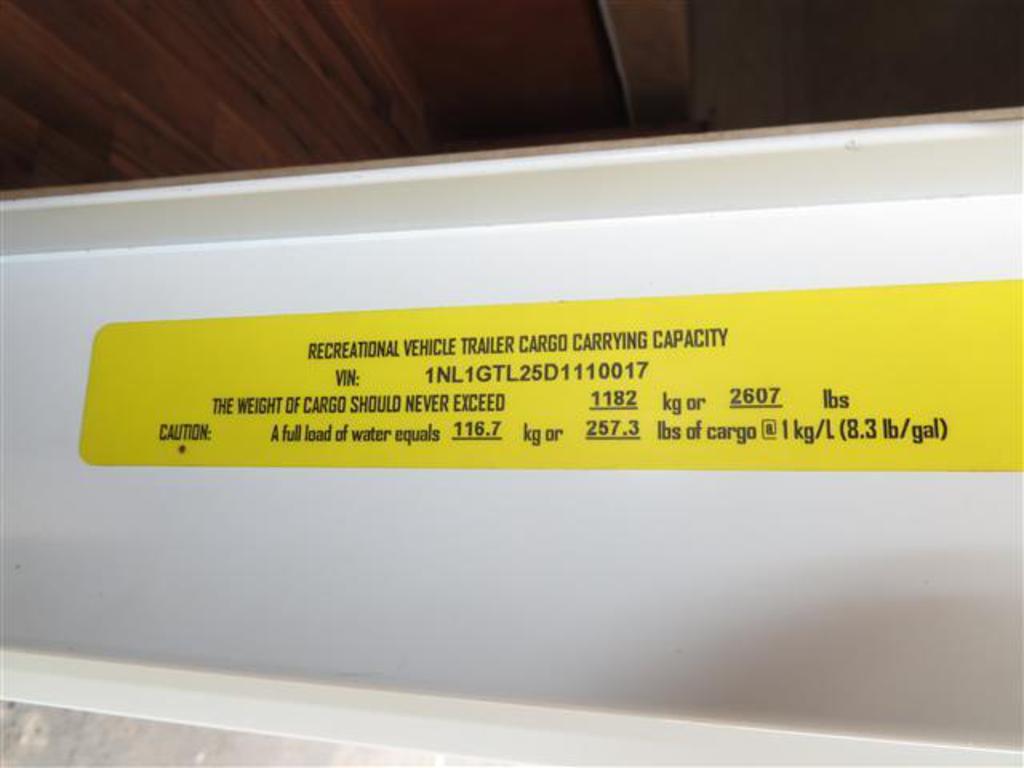 RECREATIONAL VEHICLE TRAILER CARGO CARRYING CAPACITY
VIN: 1NL1GTL25D1110017
THE WEIGHT OF CARGO SHOULD NEVER EXCEED 1182 kg or 2607 lbs
CAUTION: A full load of water equals 116.7 kg or 257.3 lbs of cargo @ 1 kg/L (8.3 lb/gal)